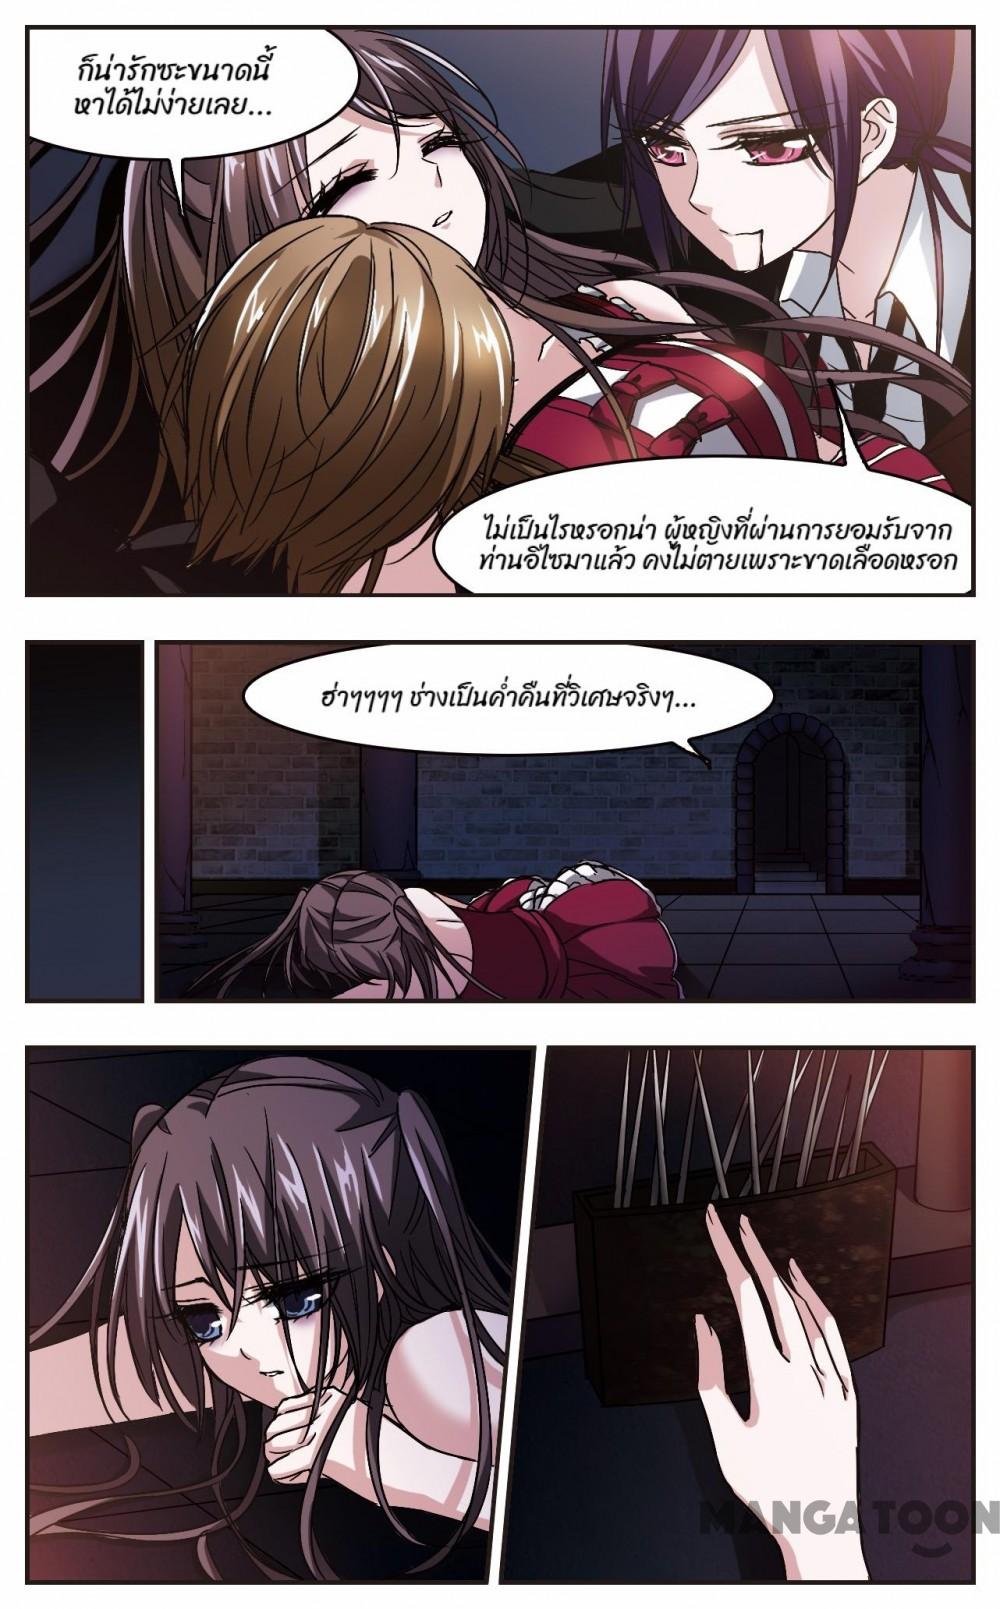 ก็น่ารักซะขนาดนี้
หาได้ไม่ง่ายเลย...
ไม่เป็นไรหรอกน่า ผู้หญิงที่ผ่านการยอมรับจาก
ท่านอีไซมาแล้ว คงไม่ตายเพราะขาดเลือดหรอก
ฮ่าๆๆๆๆ ช่างเป็นค่ำคืนที่วิเศษจริงๆ...
MANGA TOON